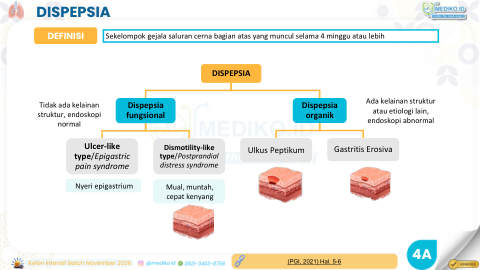 DISPEPSIA
MEDIKO.ID
DEFINISI
Sekelompok gejala saluran cerna bagian atas yang muncul selama 4 minggu atau lebih
DISPEPSIA
Tidak ada kelainan
struktur, endoskopi
normal
Dispepsia
fungsional
Dispepsia
organik
Ada kelainan struktur
atau etiologi lain,
endoskopi abnormal
MEDIKO.ID
Ulcer-like
type/Epigastric
pain syndrome
Dismotility-like
type/Postprandial
distress syndrome
Ulkus Peptikum
Gastritis Erosiva
Nyeri epigastrium
Mual, muntah,
cepat kenyang
4A
Kelas Intensif Batch November 2025
@mediko.id
(PGI, 2021) Hal. 5-6